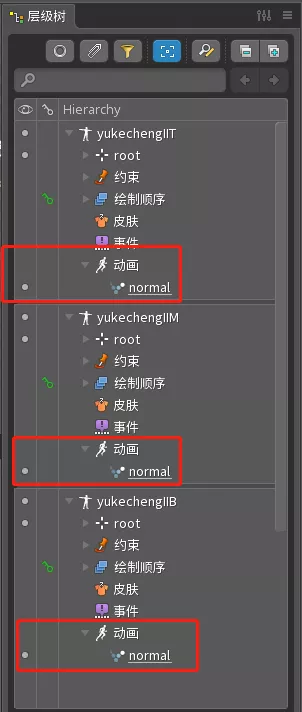 层级树
Hierarchy
yukechengIIT
root
约束
绘制顺序
皮肤
事件
动画
normal
yukechengIIM
root
约束
绘制顺序
皮肤
事件
动画
normal
yukechengIIB
root
约束
绘制顺序
皮肤
事件
动画
normal